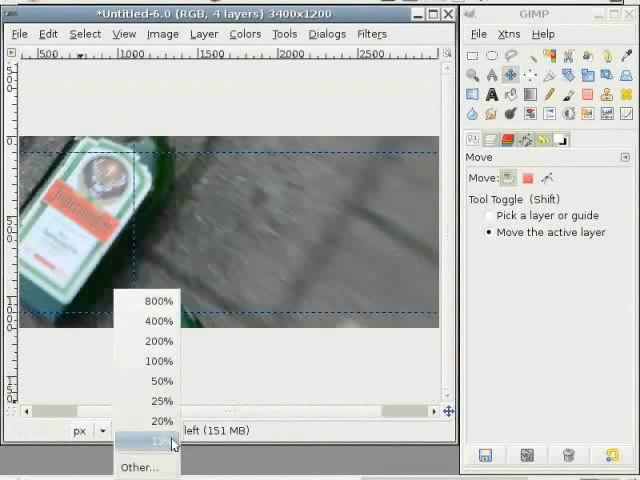 *Untitled-6.0 (RGB, 4 layers) 3400x1200
File Edit Select View Image Layer Colors Tools Dialogs Filters
500 1000 1500 2000 2500
800%
400%
200%
100%
50%
25%
20%
13%
Other...
px
left (151 MB)
GIMP
File Xtns Help
Move
Move:
Tool Toggle (Shift)
Pick a layer or guide
Move the active layer